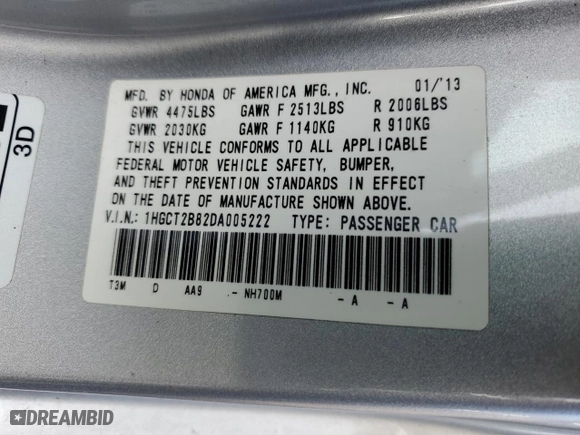 MFD. BY HONDA OF AMERICA MFG., INC. 01/'13
GVWR 4475LBS GAWR F 2513LBS R 2006LBS
GVWR 2030KG GAWR F 1140KG R 910KG
THIS VEHICLE CONFORMS TO ALL APPLICABLE
FEDERAL MOTOR VEHICLE SAFETY, BUMPER,
AND THEFT PREVENTION STANDARDS IN EFFECT
ON THE DATE OF MANUFACTURE SHOWN ABOVE.
V.I.N.: 1HGCT2B82DA005222 TYPE: PASSENGER CAR
T3M D AA9 .- NH700M -A -A
3D
DREAMBID